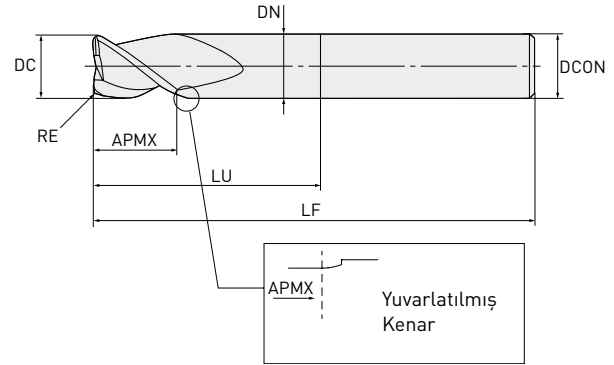 DN
DC
DCON
RE
APMX
LU
LF
APMX
Yuvarlatılmış
Kenar